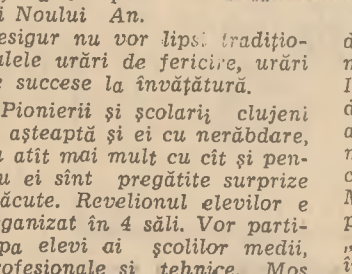 i Noului An.
esigur nu vor lipsi tradițio-
alele urări de fericire, urări
e succese la învățătură.
Pionierii și școlarii clujeni
așteaptă și ei cu nerăbdare,
u atît mai mult cu cît și pen-
u ei sînt pregătite surprize
ăcute. Revelionul elevilor e
ganizat în 4 săli. Vor parti-
pa elevi ai școlilor medii,
rofesionale și tehnice. Moș